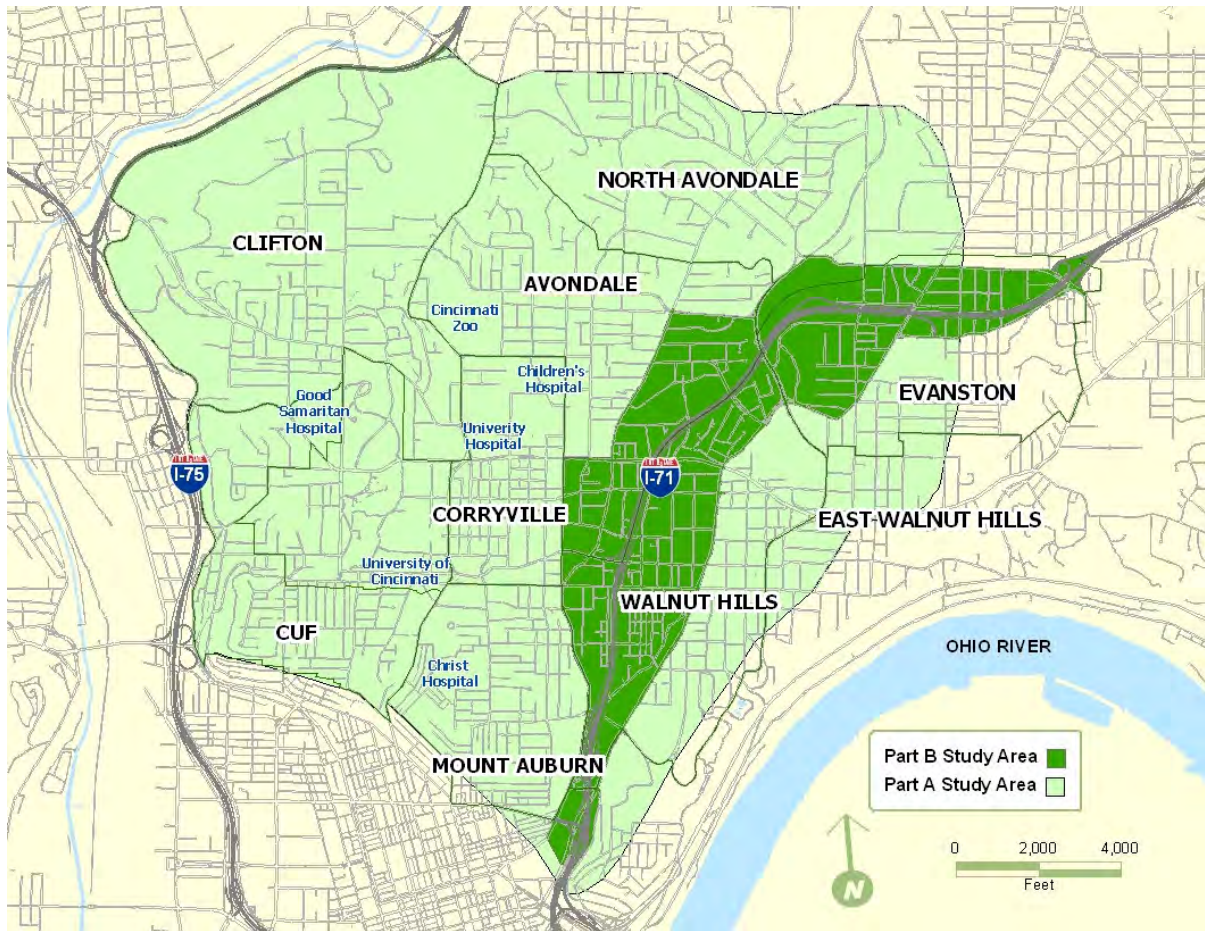 NORTH AVONDALE
CLIFTON
AVONDALE
Cincinnati
Zoo
Children's
Hospital
Good
Samaritan
Hospital
Univerity
Hospital
EVANSTON
I-75
I-71
CORRYVILLE
EAST-WALNUT HILLS
University of
Cincinnati
WALNUT HILLS
CUF
OHIO RIVER
Christ
Hospital
MOUNT AUBURN
Part B Study Area
Part A Study Area
0 2,000 4,000
Feet
N